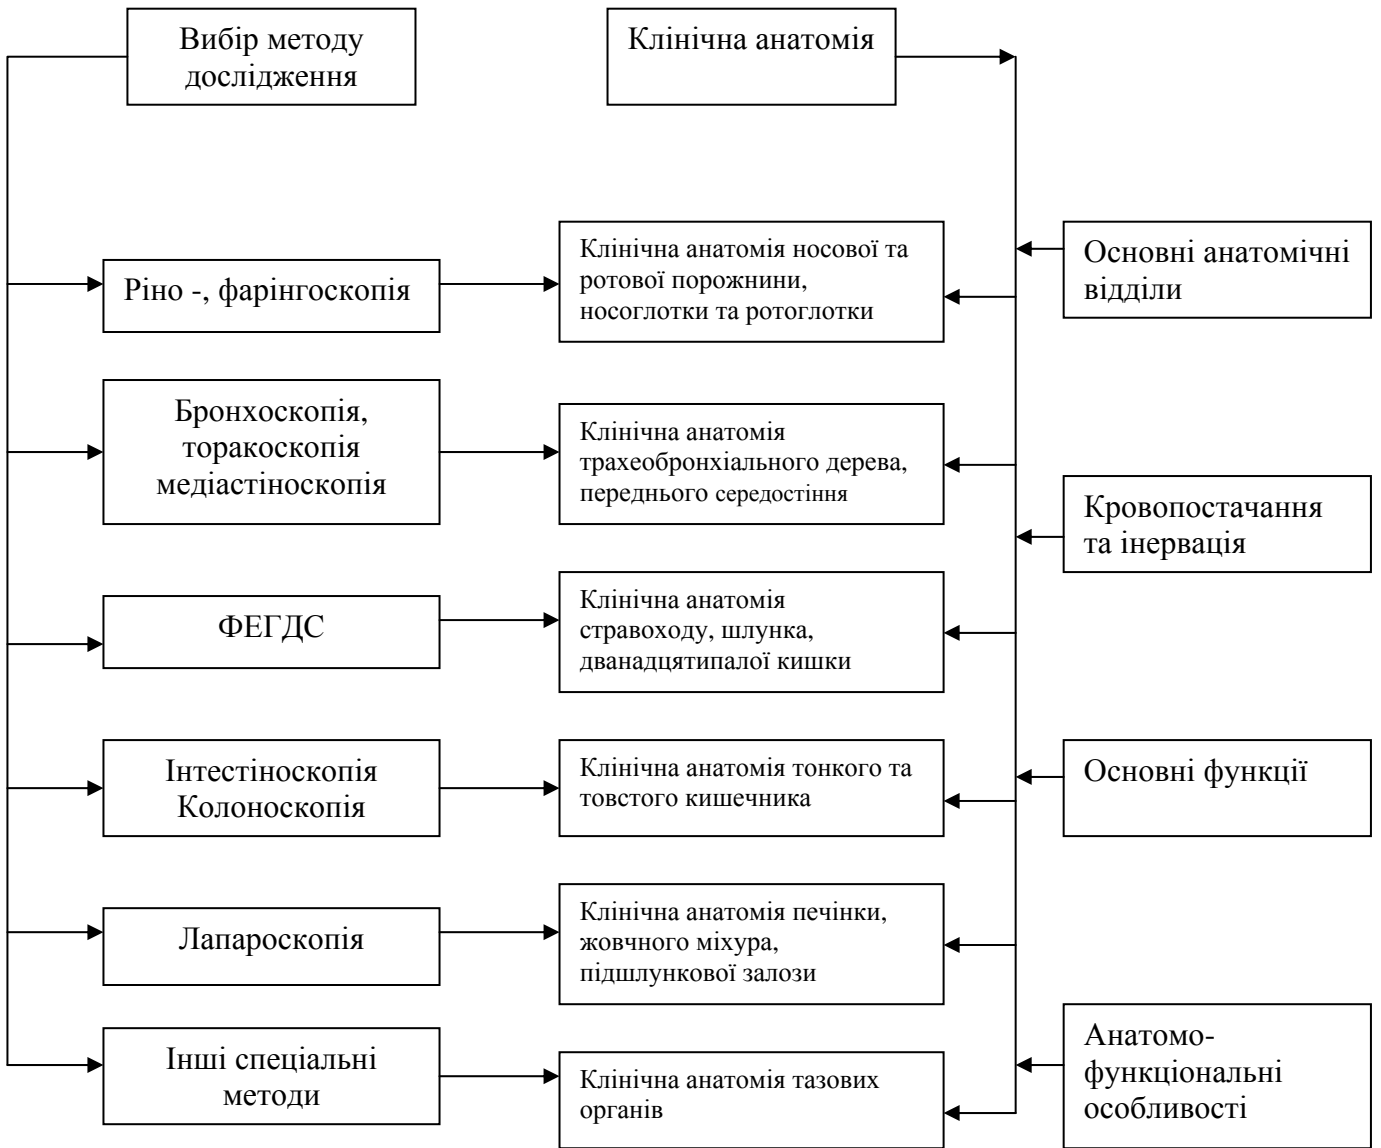 Вибір методу
дослідження
Клінічна анатомія
Ріно -, фарінгоскопія
Клінічна анатомія носової та
ротової порожнини,
носоглотки та ротоглотки
Основні анатомічні
відділи
Бронхоскопія,
торакоскопія
медіастіноскопія
Клінічна анатомія
трахеобронхіального дерева,
переднього середостіння
Кровопостачання
та інервація
ФЕГДС
Клінічна анатомія
стравоходу, шлунка,
дванадцятипалої кишки
Інтестіноскопія
Колоноскопія
Клінічна анатомія тонкого та
товстого кишечника
Основні функції
Лапароскопія
Клінічна анатомія печінки,
жовчного міхура,
підшлункової залози
Інші спеціальні
методи
Клінічна анатомія тазових
органів
Анатомо-
функціональні
особливості